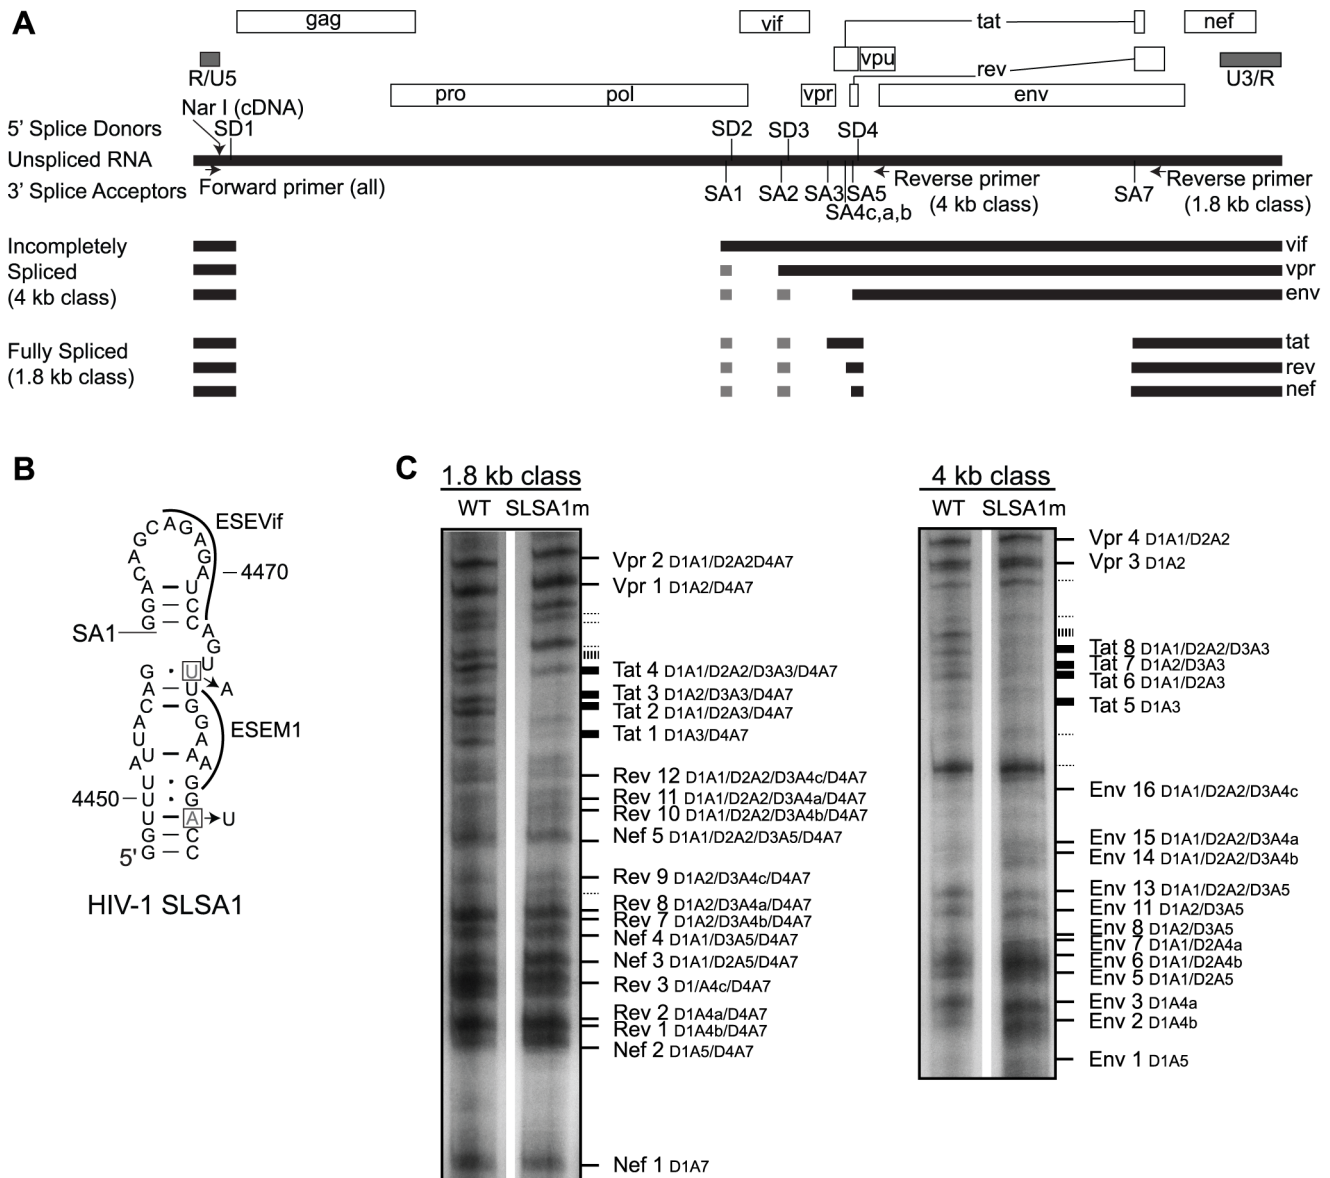 A
gag
vif
tat
nef
R/U5
vpu
rev
U3/R
pro
pol
vpr
env
Nar I (cDNA)
5’ Splice Donors
SD1
SD2
SD3
SD4
Unspliced RNA
3’ Splice Acceptors
Forward primer (all)
SA1
SA2
SA3
SA5
SA4c,a,b
SA7
Reverse primer
(4 kb class)
Reverse primer
(1.8 kb class)
Incompletely
Spliced
(4 kb class)
vif
vpr
env
Fully Spliced
(1.8 kb class)
tat
rev
nef
B
ESEVif
4470
SA1
ESEM1
4450
5'
G G U U U U A U U A C A G
G G A C A G A C G A G A G A U C C
A G U
U A
U G G A A A G G
A U
C C
HIV-1 SLSA1
C
1.8 kb class
WT SLSA1m
Vpr 2 D1A1/D2A2D4A7
Vpr 1 D1A2/D4A7
Tat 4 D1A1/D2A2/D3A3/D4A7
Tat 3 D1A2/D3A3/D4A7
Tat 2 D1A1/D2A3/D4A7
Tat 1 D1A3/D4A7
Rev 12 D1A1/D2A2/D3A4c/D4A7
Rev 11 D1A1/D2A2/D3A4a/D4A7
Rev 10 D1A1/D2A2/D3A4b/D4A7
Nef 5 D1A1/D2A2/D3A5/D4A7
Rev 9 D1A2/D3A4c/D4A7
Rev 8 D1A2/D3A4a/D4A7
Rev 7 D1A2/D3A4b/D4A7
Nef 4 D1A1/D3A5/D4A7
Nef 3 D1A1/D2A5/D4A7
Rev 3 D1/A4c/D4A7
Rev 2 D1A4a/D4A7
Rev 1 D1A4b/D4A7
Nef 2 D1A5/D4A7
Nef 1 D1A7
4 kb class
WT SLSA1m
Vpr 4 D1A1/D2A2
Vpr 3 D1A2
Tat 8 D1A1/D2A2/D3A3
Tat 7 D1A2/D3A3
Tat 6 D1A1/D2A3
Tat 5 D1A3
Env 16 D1A1/D2A2/D3A4c
Env 15 D1A1/D2A2/D3A4a
Env 14 D1A1/D2A2/D3A4b
Env 13 D1A1/D2A2/D3A5
Env 11 D1A2/D3A5
Env 8 D1A2/D3A5
Env 7 D1A1/D2A4a
Env 6 D1A1/D2A4b
Env 5 D1A1/D2A5
Env 3 D1A4a
Env 2 D1A4b
Env 1 D1A5